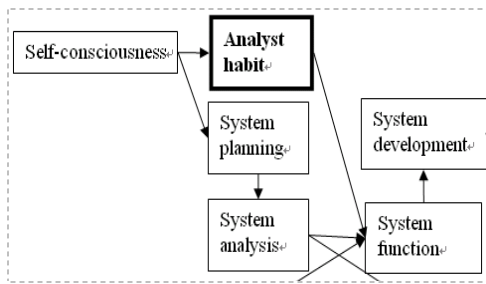 Self-consciousness
Analyst
habit
System
planning
System
development
System
analysis
System
function